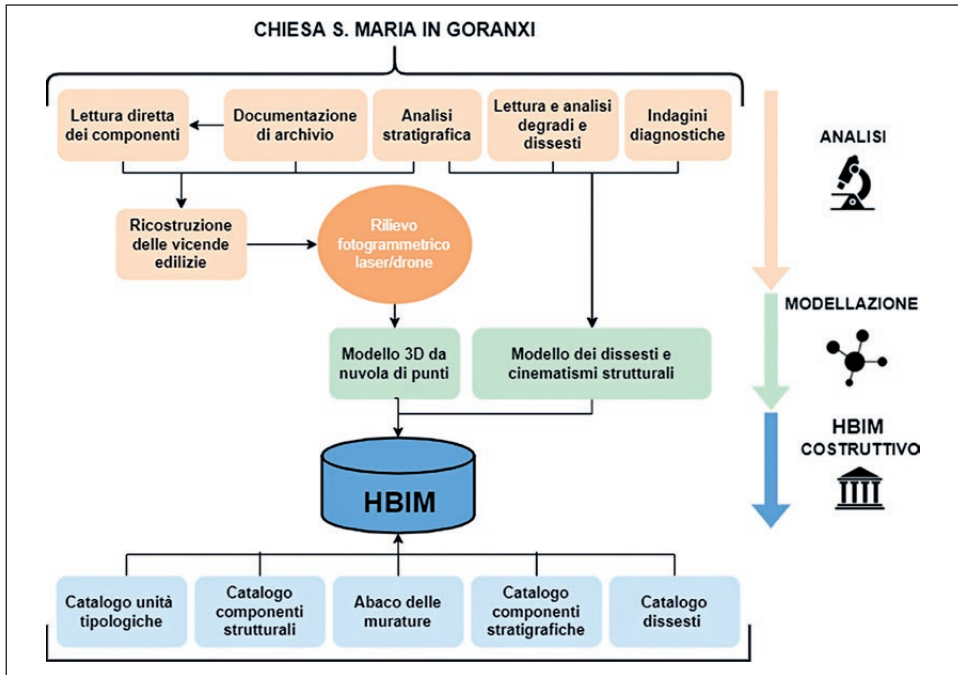 CHIESA S. MARIA IN GORANXI
Lettura diretta
dei componenti
Documentazione
di archivio
Analisi
stratigrafica
Lettura e analisi
degradi e
dissesti
Indagini
diagnostiche
ANALISI
Ricostruzione
delle vicende
edilizie
Rilievo
fotogrammetrico
laser/drone
MODELLAZIONE
Modello 3D da
nuvola di punti
Modello dei dissesti e
cinematismi strutturali
HBIM
COSTRUTTIVO
HBIM
Catalogo unità
tipologiche
Catalogo
componenti
strutturali
Abaco delle
murature
Catalogo
componenti
stratigrafiche
Catalogo
dissesti